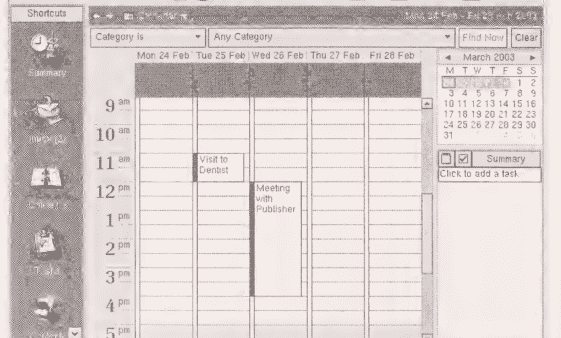 Shortcuts
Category is Any Category Find Now Clear
Mon 24 Feb Tue 25 Feb Wed 26 Feb Thu 27 Feb Fri 28 Feb
March 2003
M T W T F S S
1 2
3 4 5 6 7 8 9
10 11 12 13 14 15 16
17 18 19 20 21 22 23
24 25 26 27 28 29 30
31
Summary
Summary
Click to add a task
9 am
10 am
11 am
Visit to
Dentist
12 pm
Meeting
with
Publisher
1 pm
2 pm
3 pm
4 pm
5 pm